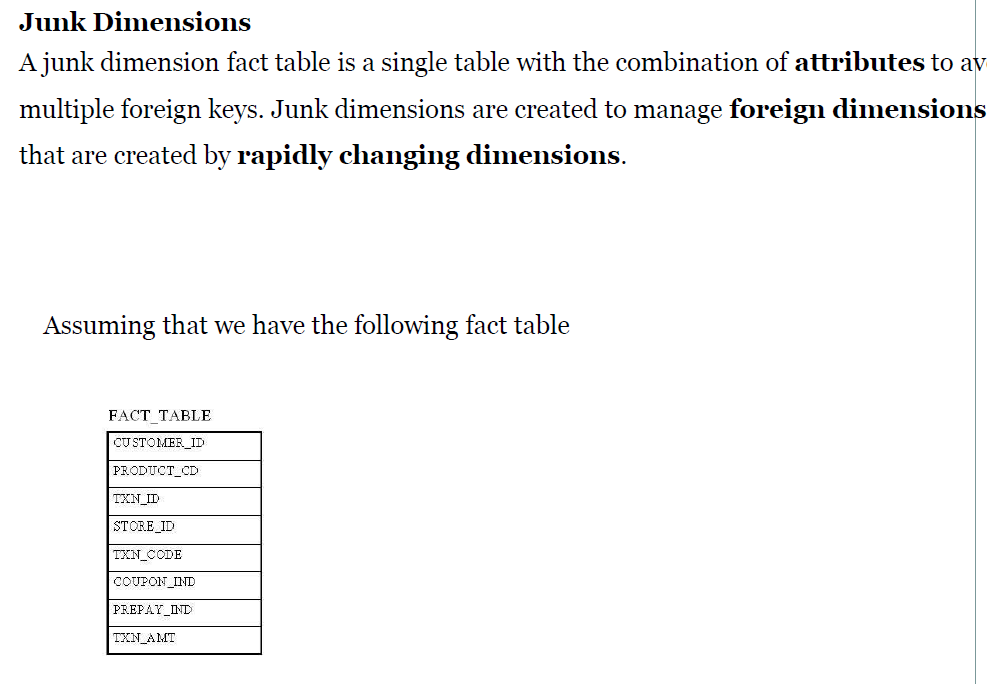 Junk Dimensions
A junk dimension fact table is a single table with the combination of attributes to av
multiple foreign keys. Junk dimensions are created to manage foreign dimensions
that are created by rapidly changing dimensions.
Assuming that we have the following fact table
FACT_TABLE
CUSTOMER_ID
PRODUCT_CD
TXN_ID
STORE_ID
TXN_CODE
COUPON_IND
PREPAY_IND
TXN_AMT